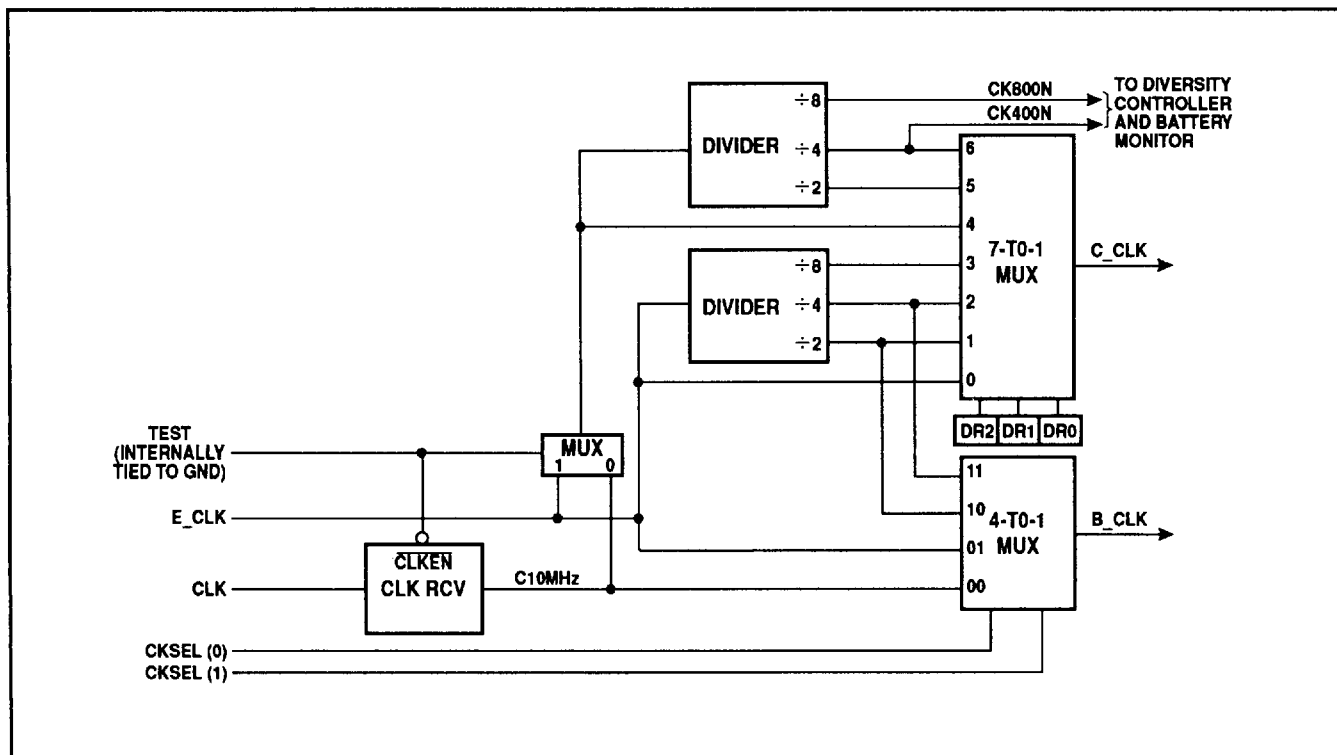 CK800N
CK400N
TO DIVERSITY
CONTROLLER
AND BATTERY
MONITOR
DIVIDER
÷8
÷4
÷2
6
5
4
3
2
1
0
7-T0-1
MUX
C_CLK
DIVIDER
÷8
÷4
÷2
DR2 DR1 DR0
TEST
(INTERNALLY
TIED TO GND)
MUX
1 0
E_CLK
CLKEN
CLK RCV
CLK
C10MHz
11
10
01
00
4-T0-1
MUX
B_CLK
CKSEL (0)
CKSEL (1)